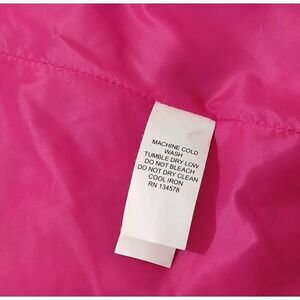 MACHINE COLD
WASH
TUMBLE DRY LOW
DO NOT BLEACH
DO NOT DRY CLEAN
COOL IRON
RN 134578